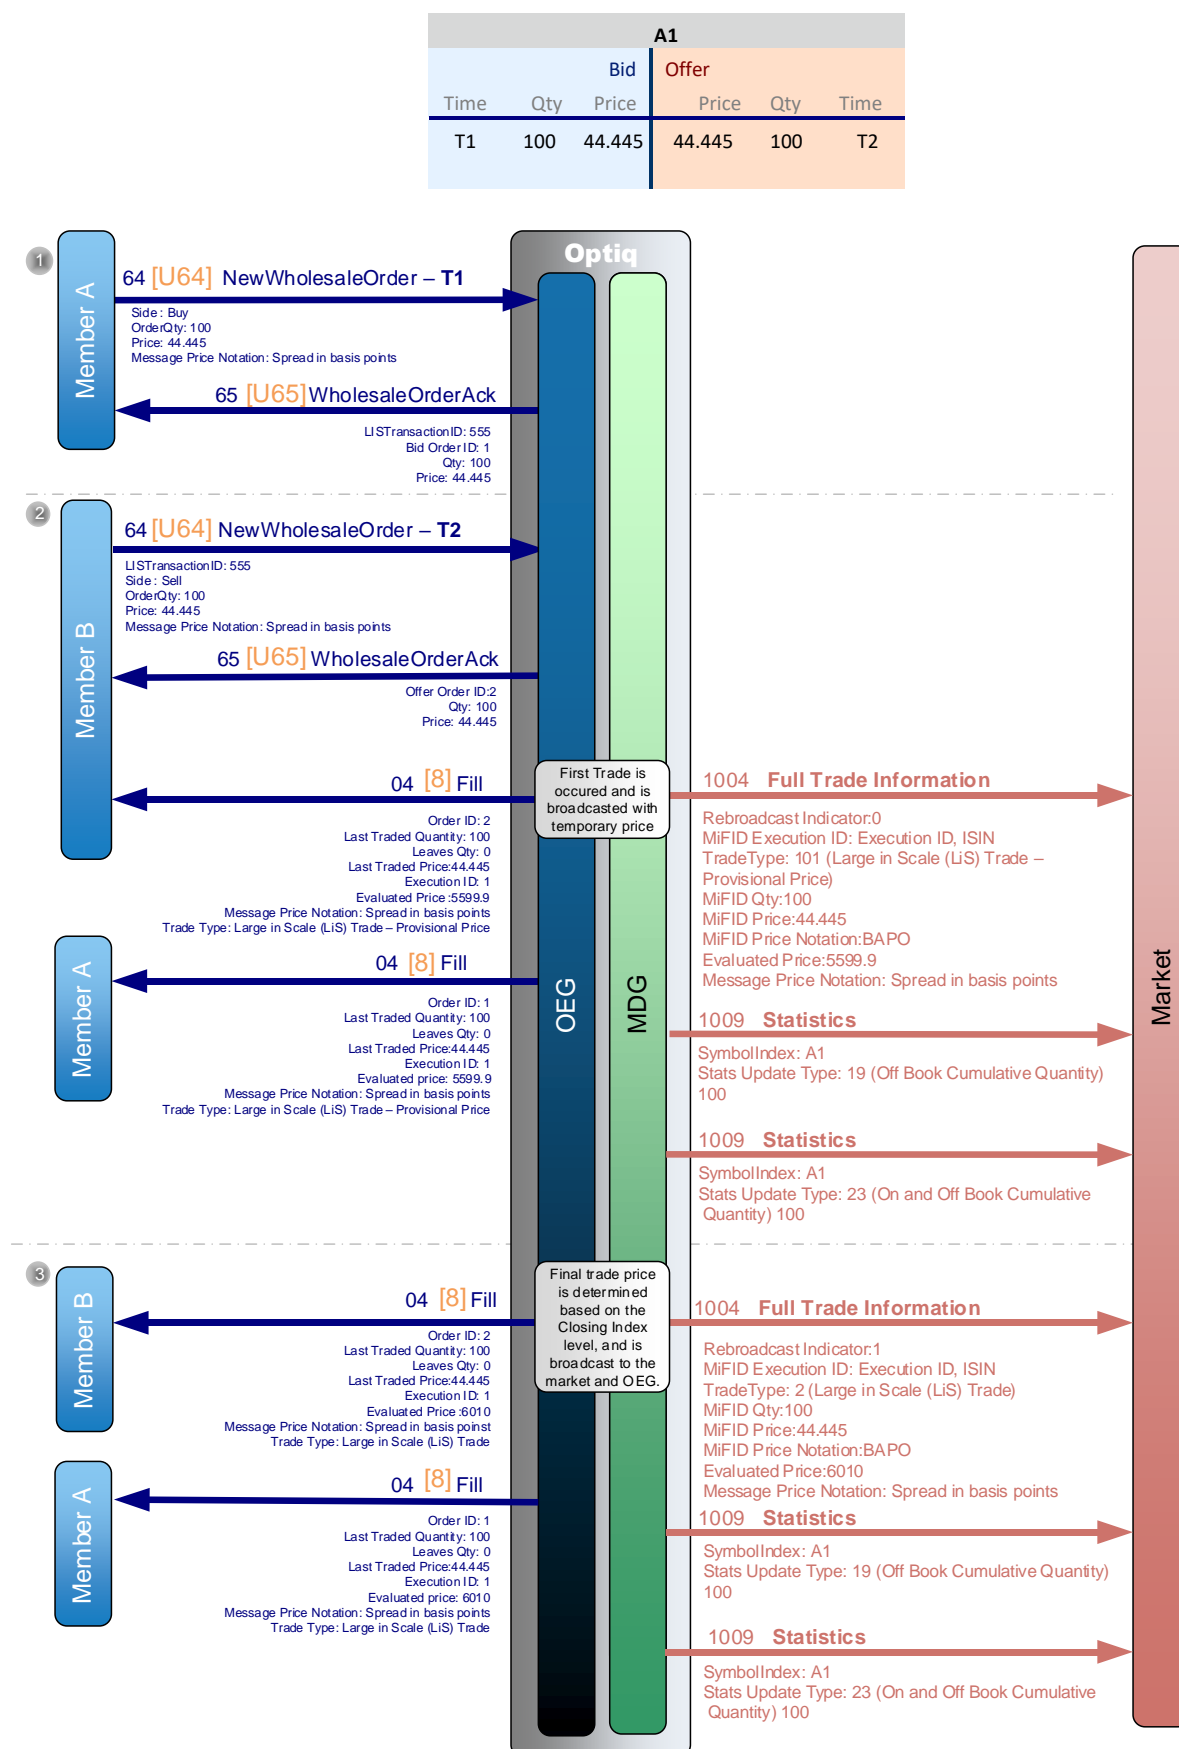 A1
Bid Offer
Time Qty Price Price Qty Time
T1 100 44.445 44.445 100 T2
Optiq
1
Member A
64 [U64] NewWholesaleOrder – T1
Side : Buy
OrderQty: 100
Price: 44.445
Message Price Notation: Spread in basis points
65 [U65] WholesaleOrderAck
LISTransactionID: 555
Bid Order ID: 1
Qty: 100
Price: 44.445
2
Member B
64 [U64] NewWholesaleOrder – T2
LISTransactionID: 555
Side : Sell
OrderQty: 100
Price: 44.445
Message Price Notation: Spread in basis points
65 [U65] WholesaleOrderAck
Offer Order ID:2
Qty: 100
Price: 44.445
04 [8] Fill
Order ID: 2
Last Traded Quantity: 100
Leaves Qty: 0
Last Traded Price:44.445
Execution ID: 1
Evaluated Price :5599.9
Message Price Notation: Spread in basis points
Trade Type: Large in Scale (LiS) Trade – Provisional Price
First Trade is
occured and is
broadcasted with
temporary price
1004 Full Trade Information
Rebroadcast Indicator:0
MiFID Execution ID: Execution ID, ISIN
TradeType: 101 (Large in Scale (LiS) Trade –
Provisional Price)
MiFID Qty:100
MiFID Price:44.445
MiFID Price Notation:BAPO
Evaluated Price:5599.9
Message Price Notation: Spread in basis points
Member A
04 [8] Fill
Order ID: 1
Last Traded Quantity: 100
Leaves Qty: 0
Last Traded Price:44.445
Execution ID: 1
Evaluated price: 5599.9
Message Price Notation: Spread in basis points
Trade Type: Large in Scale (LiS) Trade – Provisional Price
OEG
MDG
Market
1009 Statistics
SymbolIndex: A1
Stats Update Type: 19 (Off Book Cumulative Quantity)
100
1009 Statistics
SymbolIndex: A1
Stats Update Type: 23 (On and Off Book Cumulative
Quantity) 100
3
Member B
04 [8] Fill
Order ID: 2
Last Traded Quantity: 100
Leaves Qty: 0
Last Traded Price:44.445
Execution ID: 1
Evaluated Price :6010
Message Price Notation: Spread in basis poinst
Trade Type: Large in Scale (LiS) Trade
Final trade price
is determined
based on the
Closing Index
level, and is
broadcast to the
market and OEG.
1004 Full Trade Information
Rebroadcast Indicator:1
MiFID Execution ID: Execution ID, ISIN
TradeType: 2 (Large in Scale (LiS) Trade)
MiFID Qty:100
MiFID Price:44.445
MiFID Price Notation:BAPO
Evaluated Price:6010
Message Price Notation: Spread in basis points
Member A
04 [8] Fill
Order ID: 1
Last Traded Quantity: 100
Leaves Qty: 0
Last Traded Price:44.445
Execution ID: 1
Evaluated price: 6010
Message Price Notation: Spread in basis points
Trade Type: Large in Scale (LiS) Trade
1009 Statistics
SymbolIndex: A1
Stats Update Type: 19 (Off Book Cumulative Quantity)
100
1009 Statistics
SymbolIndex: A1
Stats Update Type: 23 (On and Off Book Cumulative
Quantity) 100